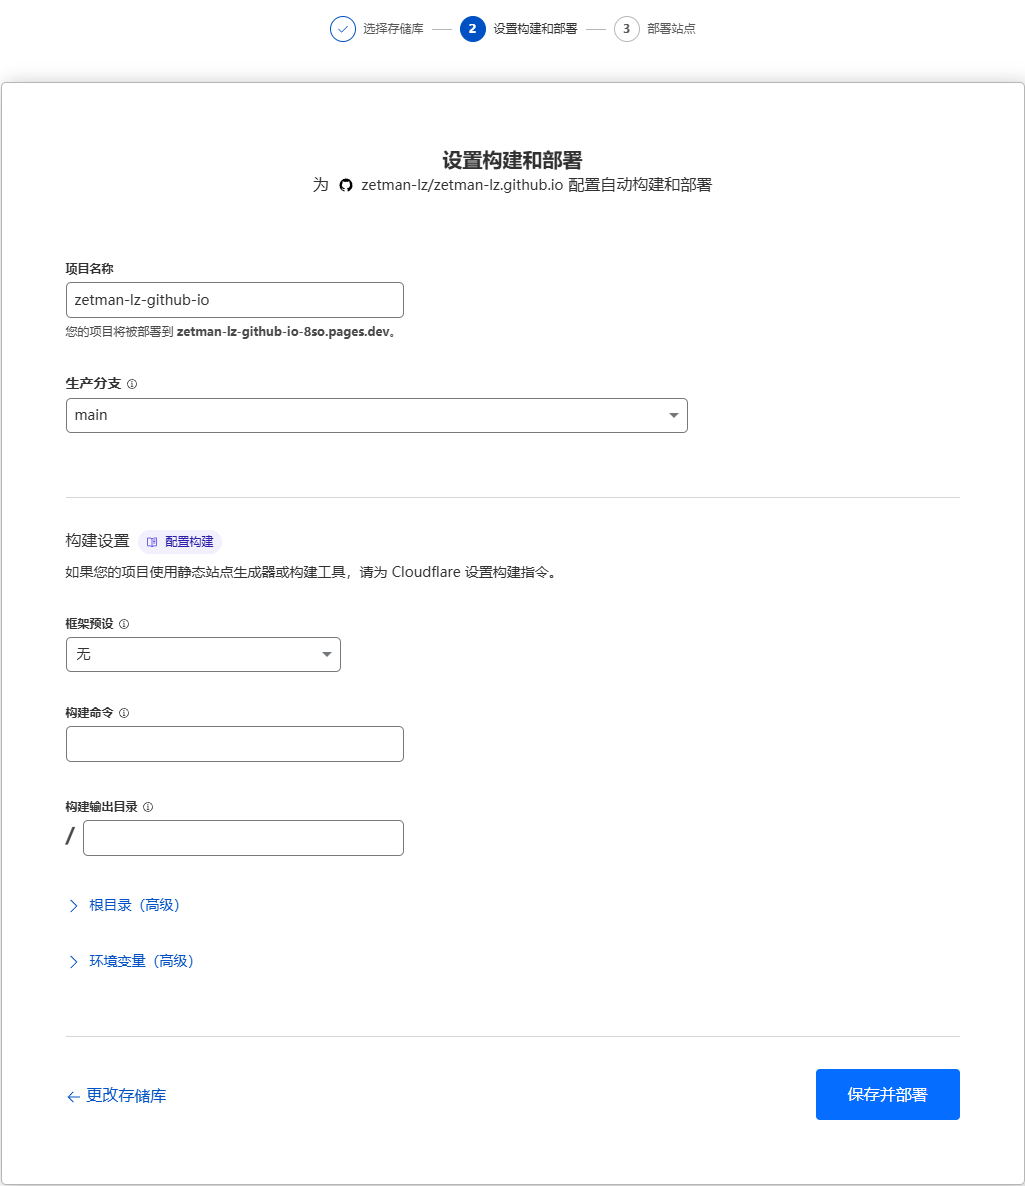 选择存储库 2 设置构建和部署 3 部署站点
设置构建和部署
为 zetman-lz/zetman-lz.github.io 配置自动构建和部署
项目名称
zetman-lz-github-io
您的项目将被部署到 zetman-lz-github-io-8so.pages.dev。
生产分支
main
构建设置 配置构建
如果您的项目使用静态站点生成器或构建工具，请为 Cloudflare 设置构建指令。
框架预设
无
构建命令
构建输出目录
/
根目录（高级）
环境变量（高级）
← 更改存储库 保存并部署